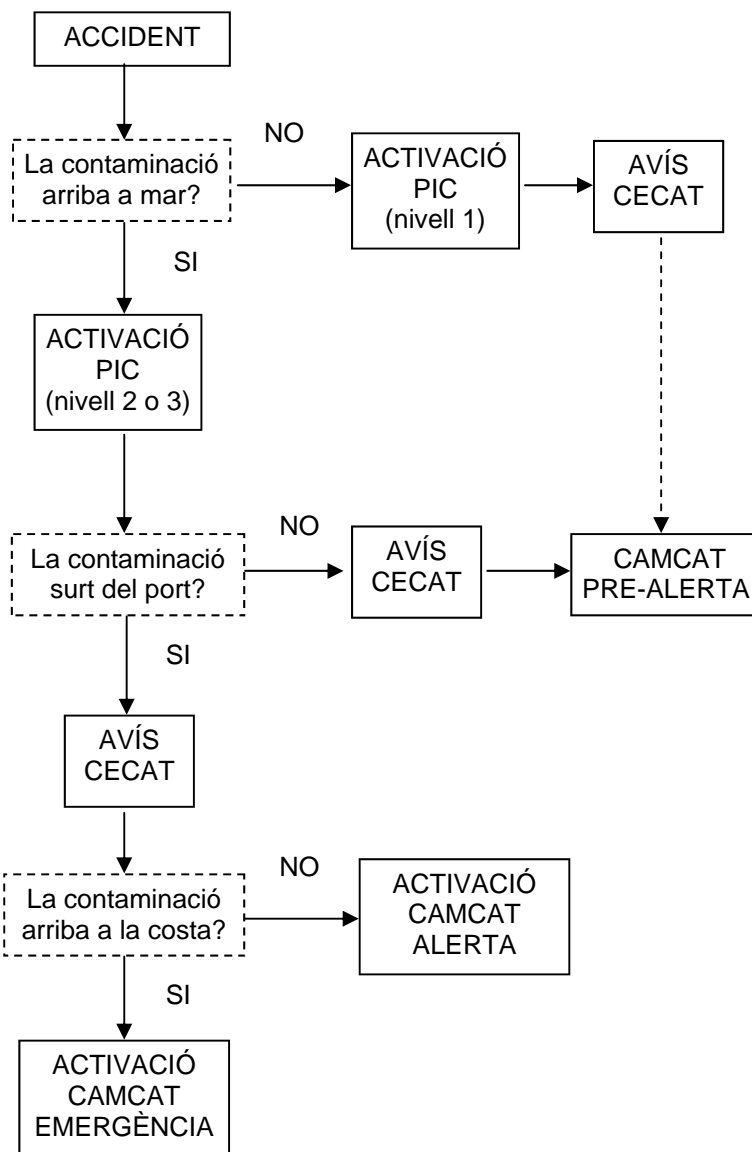 ACCIDENT
La contaminació
arriba a mar?
NO
ACTIVACIÓ
PIC
(nivell 1)
AVÍS
CECAT
SI
ACTIVACIÓ
PIC
(nivell 2 o 3)
La contaminació
surt del port?
NO
AVÍS
CECAT
CAMCAT
PRE-ALERTA
SI
AVÍS
CECAT
La contaminació
arriba a la costa?
NO
ACTIVACIÓ
CAMCAT
ALERTA
SI
ACTIVACIÓ
CAMCAT
EMERGÈNCIA